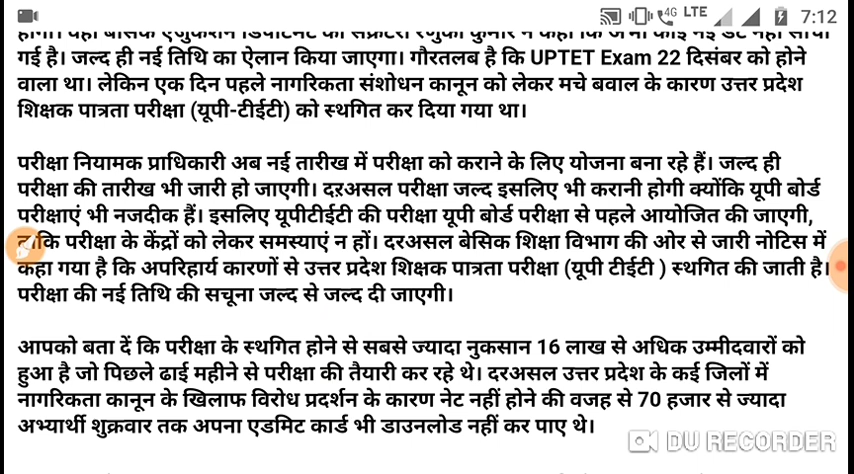 4G LTE 7:12
गई है। जल्द ही नई तिथि का ऐलान किया जाएगा। गौरतलब है कि UPTET Exam 22 दिसंबर को होने
वाला था। लेकिन एक दिन पहले नागरिकता संशोधन कानून को लेकर मचे बवाल के कारण उत्तर प्रदेश
शिक्षक पात्रता परीक्षा (यूपी-टीईटी) को स्थगित कर दिया गया था।
परीक्षा नियामक प्राधिकारी अब नई तारीख में परीक्षा को कराने के लिए योजना बना रहे हैं। जल्द ही
परीक्षा की तारीख भी जारी हो जाएगी। दरअसल परीक्षा जल्द इसलिए भी करानी होगी क्योंकि यूपी बोर्ड
परीक्षाएं भी नजदीक हैं। इसलिए यूपीटीईटी की परीक्षा यूपी बोर्ड परीक्षा से पहले आयोजित की जाएगी,
ताकि परीक्षा के केंद्रों को लेकर समस्याएं न हों। दरअसल बेसिक शिक्षा विभाग की ओर से जारी नोटिस में
कहा गया है कि अपरिहार्य कारणों से उत्तर प्रदेश शिक्षक पात्रता परीक्षा (यूपी टीईटी ) स्थगित की जाती है।
परीक्षा की नई तिथि की सचूना जल्द से जल्द दी जाएगी।
आपको बता दें कि परीक्षा के स्थगित होने से सबसे ज्यादा नुकसान 16 लाख से अधिक उम्मीदवारों को
हुआ है जो पिछले ढाई महीने से परीक्षा की तैयारी कर रहे थे। दरअसल उत्तर प्रदेश के कई जिलों में
नागरिकता कानून के खिलाफ विरोध प्रदर्शन के कारण नेट नहीं होने की वजह से 70 हजार से ज्यादा
अभ्यार्थी शुक्रवार तक अपना एडमिट कार्ड भी डाउनलोड नहीं कर पाए थे।
DU RECORDER